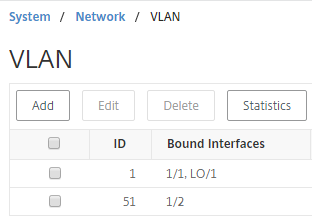 System / Network / VLAN
VLAN
Add Edit Delete Statistics
ID Bound Interfaces
1 1/1, LO/1
51 1/2